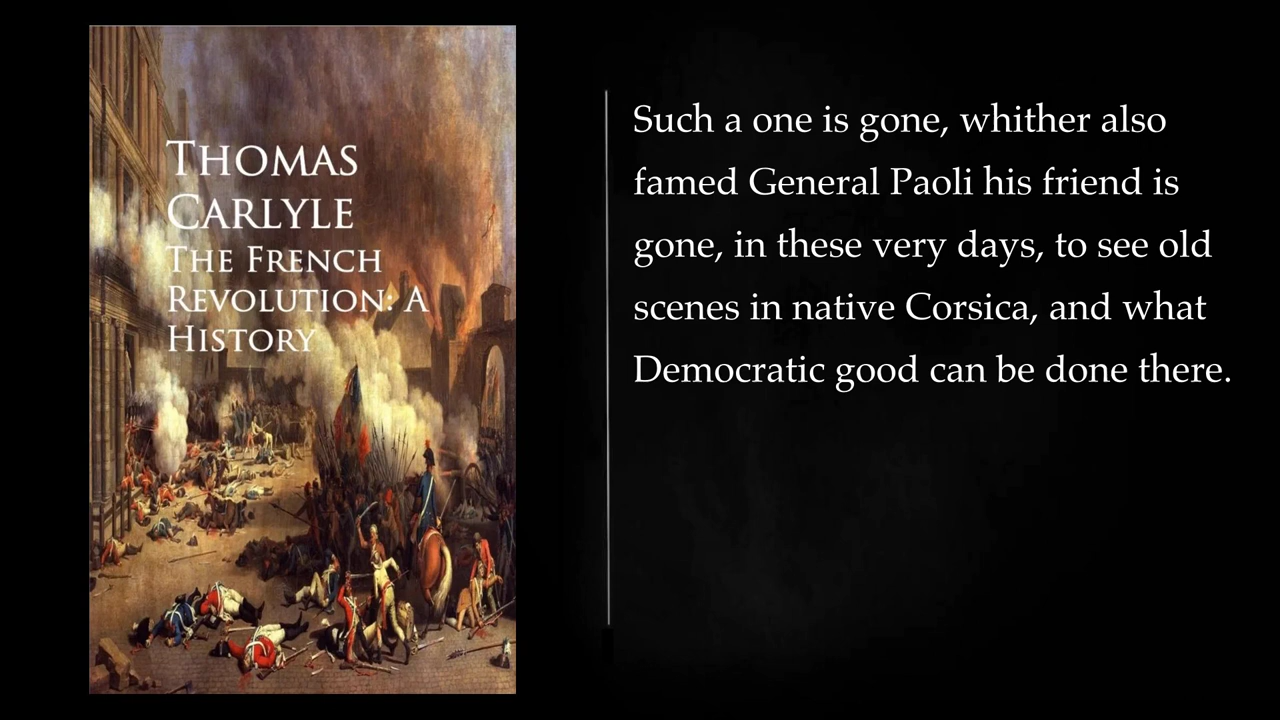 THOMAS
CARLYLE
THE FRENCH
REVOLUTION: A
HISTORY
Such a one is gone, whither also
famed General Paoli his friend is
gone, in these very days, to see old
scenes in native Corsica, and what
Democratic good can be done there.